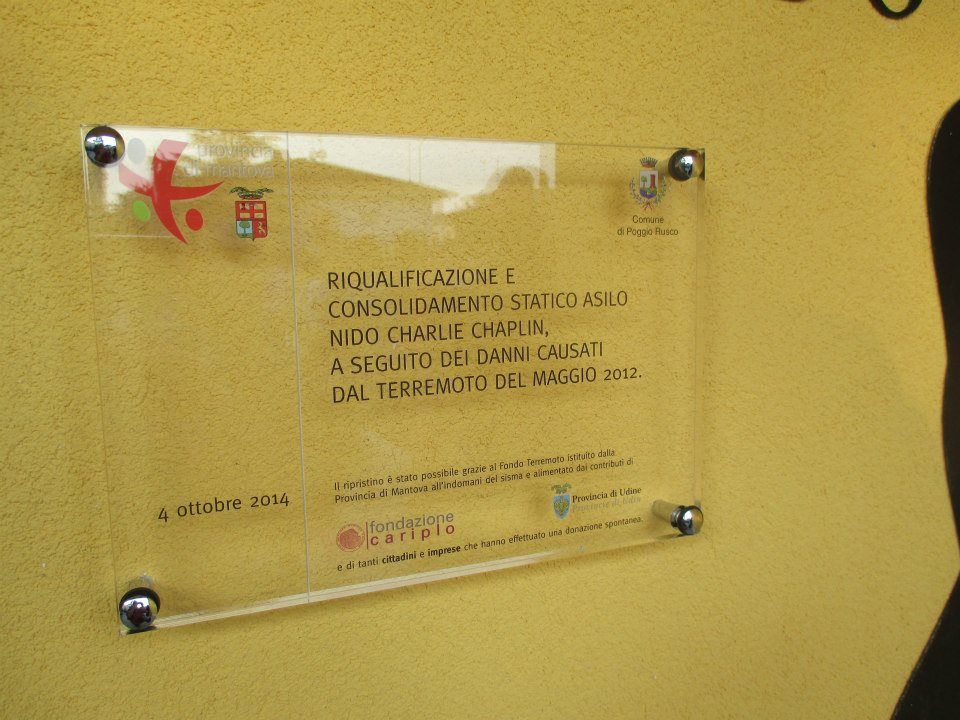 provincia
di mantova
Comune
di Poggio Rusco
RIQUALIFICAZIONE E
CONSOLIDAMENTO STATICO ASILO
NIDO CHARLIE CHAPLIN,
A SEGUITO DEI DANNI CAUSATI
DAL TERREMOTO DEL MAGGIO 2012.
4 ottobre 2014
Il ripristino è stato possibile grazie al Fondo Terremoto istituito dalla
Provincia di Mantova all'indomani del sisma e alimentato dai contributi di
fondazione
cariplo
Provincia di Udine
Provincie di Udin
e di tanti cittadini e imprese che hanno effettuato una donazione spontanea.